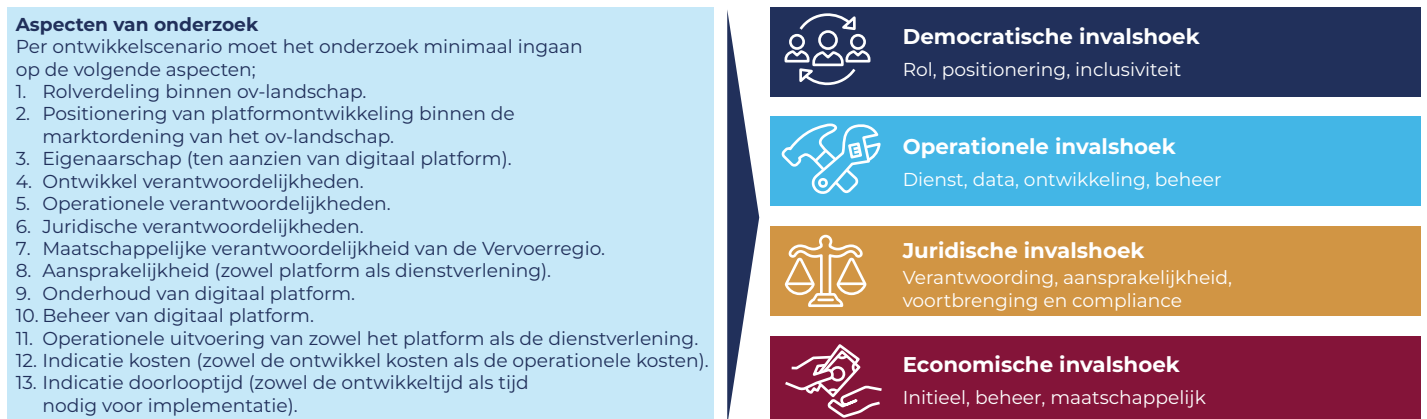 Aspecten van onderzoek
Per ontwikkelscenario moet het onderzoek minimaal ingaan
op de volgende aspecten;
1. Rolverdeling binnen ov-landschap.
2. Positionering van platformontwikkeling binnen de
marktordening van het ov-landschap.
3. Eigenaarschap (ten aanzien van digitaal platform).
4. Ontwikkel verantwoordelijkheden.
5. Operationele verantwoordelijkheden.
6. Juridische verantwoordelijkheden.
7. Maatschappelijke verantwoordelijkheid van de Vervoerregio.
8. Aansprakelijkheid (zowel platform als dienstverlening).
9. Onderhoud van digitaal platform.
10. Beheer van digitaal platform.
11. Operationele uitvoering van zowel het platform als de dienstverlening.
12. Indicatie kosten (zowel de ontwikkel kosten als de operationele kosten).
13. Indicatie doorlooptijd (zowel de ontwikkeltijd als tijd
nodig voor implementatie).
Democratische invalshoek
Rol, positionering, inclusiviteit
Operationele invalshoek
Dienst, data, ontwikkeling, beheer
Juridische invalshoek
Verantwoording, aansprakelijkheid,
voortbrenging en compliance
Economische invalshoek
Initieel, beheer, maatschappelijk